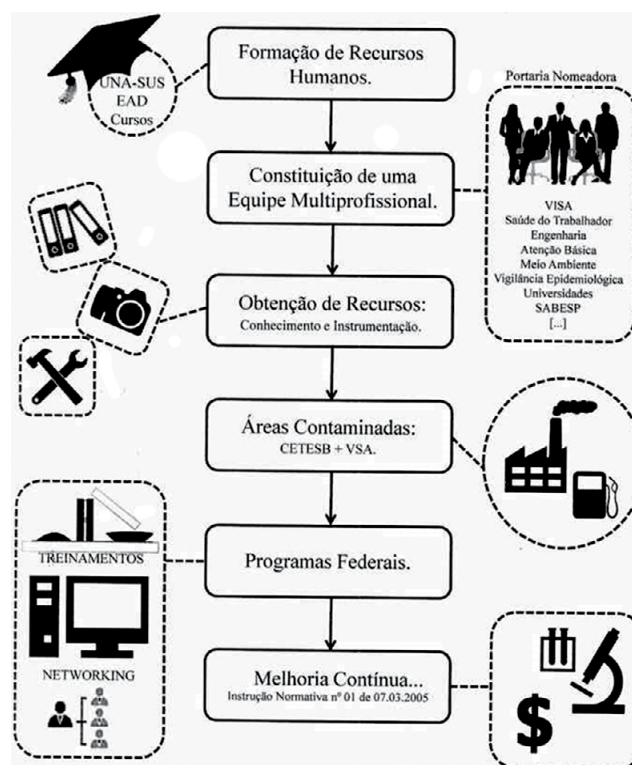 Formação de Recursos
Humanos.
UNA-SUS
EAD
Cursos
Portaria Nomeadora
Constituição de uma
Equipe Multiprofissional.
VISA
Saúde do Trabalhador
Engenharia
Atenção Básica
Meio Ambiente
Vigilância Epidemiológica
Universidades
SABESP
[...]
Obtenção de Recursos:
Conhecimento e Instrumentação.
Áreas Contaminadas:
CETESB + VSA.
TREINAMENTOS
NETWORKING
Programas Federais.
Melhoria Contínua...
Instrução Normativa nº 01 de 07.03.2005
$